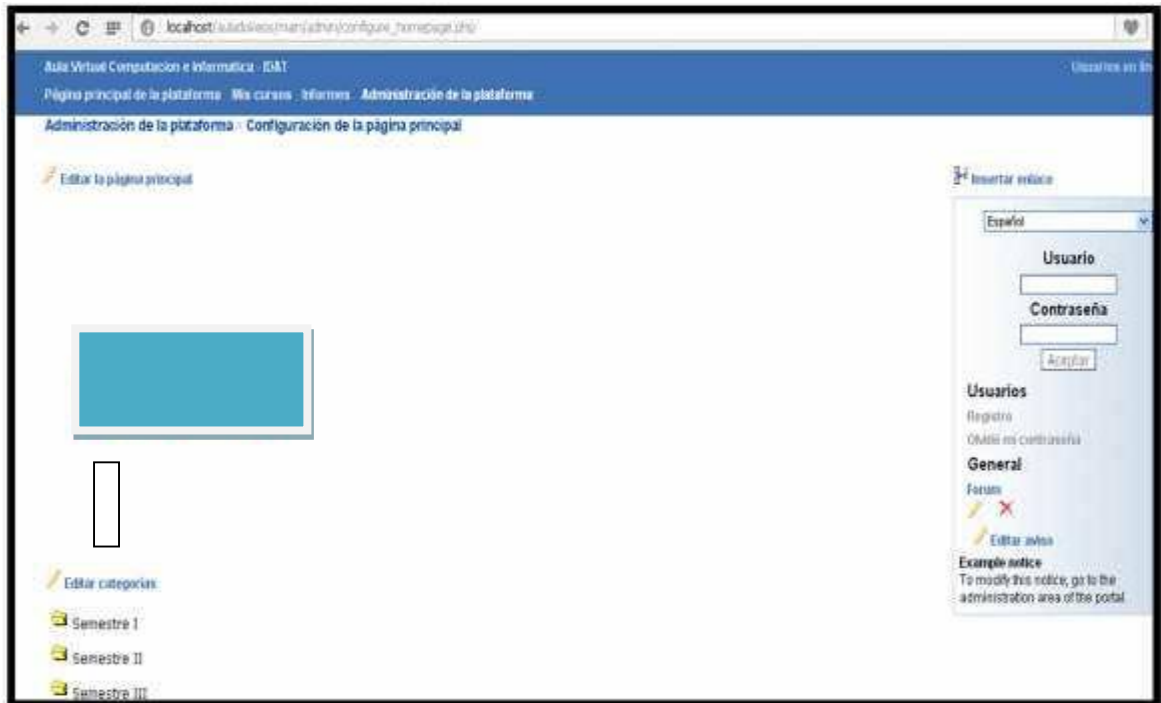 localhost
Aula Virtual Computacion e Informatica - IDAT
Usuarios en
Página principal de la plataforma Mis cursos Informes Administración de la plataforma
Administración de la plataforma > Configuración de la página principal
Editar la página principal
Insertar enlace
Español
Usuario
Contraseña
Aceptar
Usuarios
Registro
Olvidé mi contraseña
General
Forum
Editar aviso
Example notice
To modify this notice, go to the
administration area of the portal
Editar categorías
Semestre I
Semestre II
Semestre III